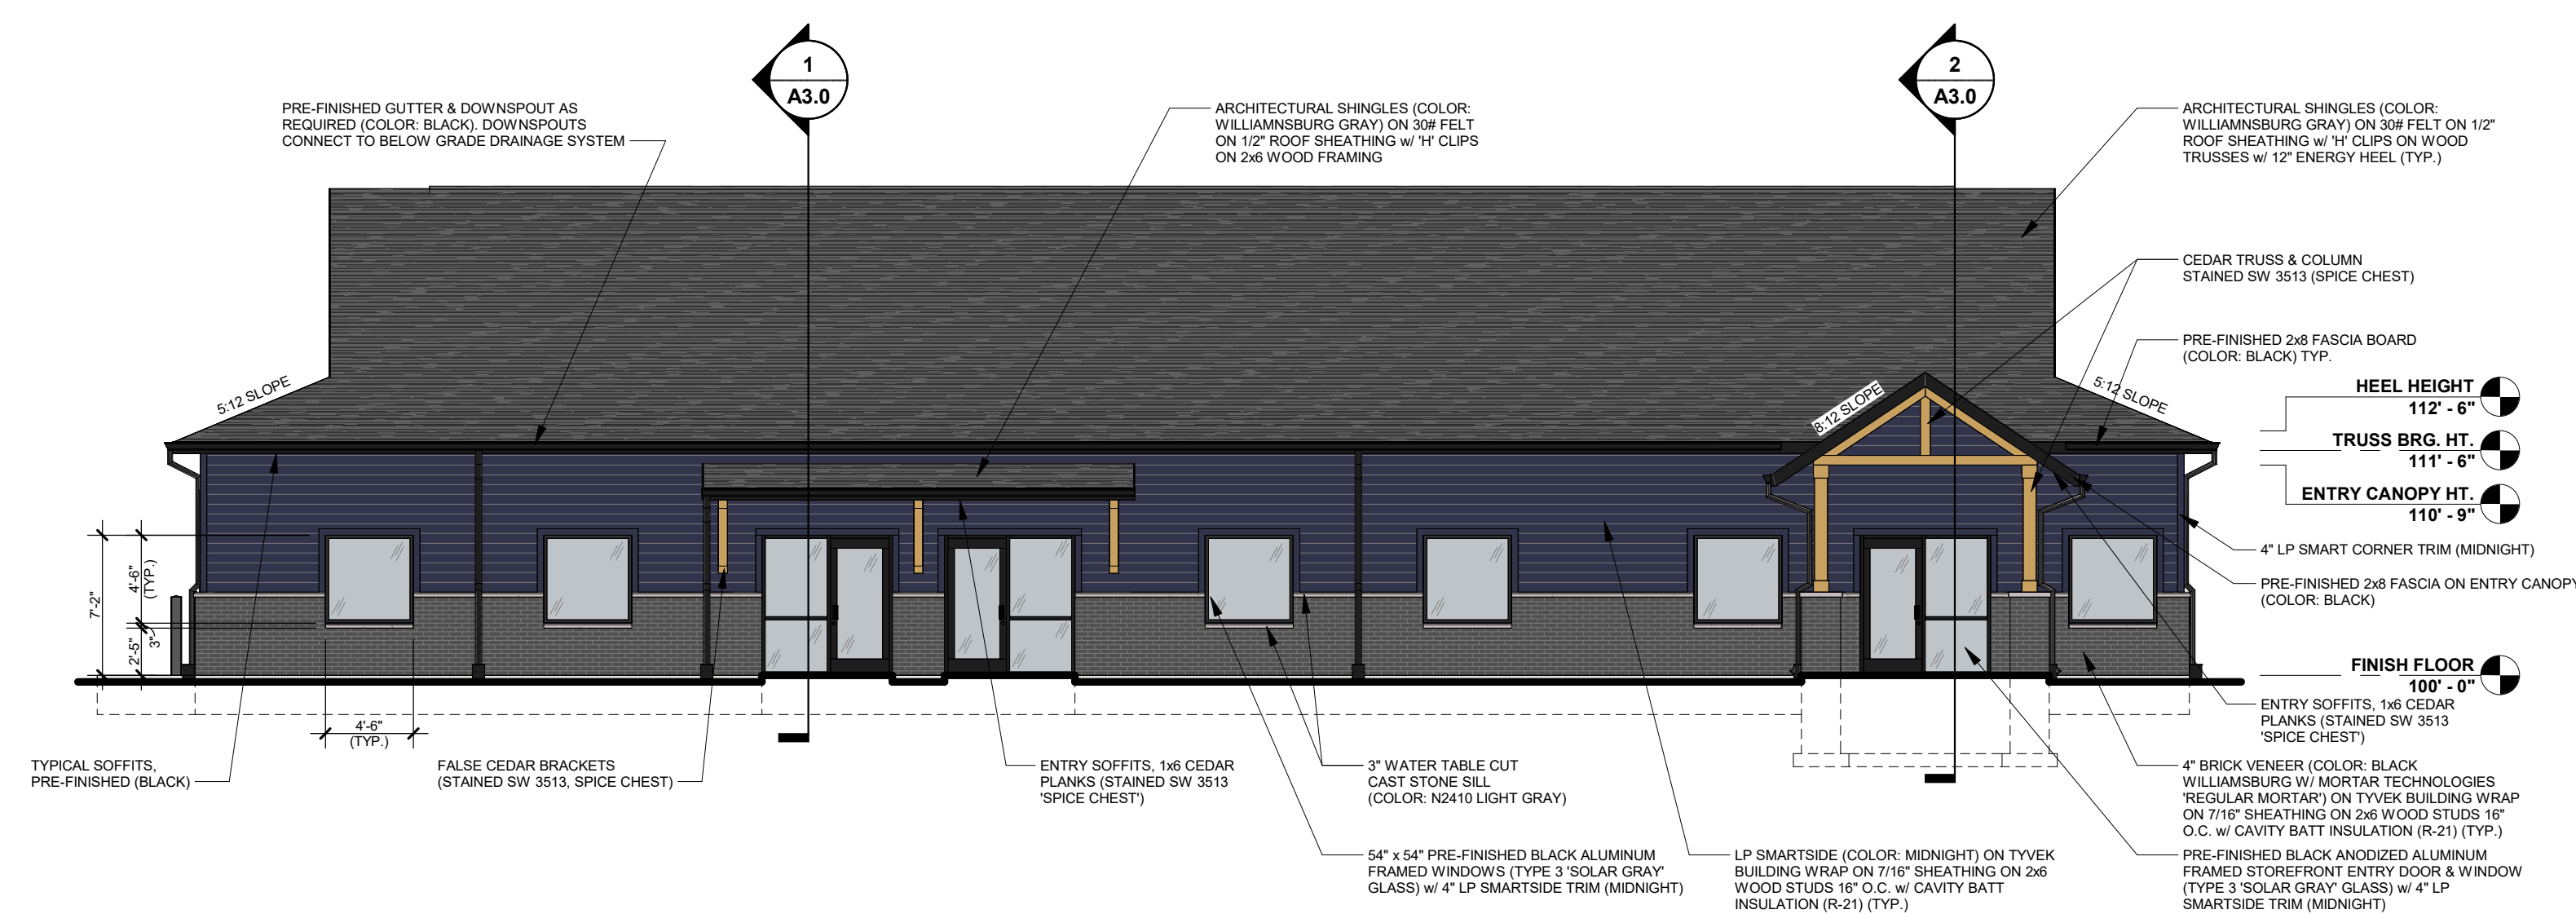 1
A3.0
2
A3.0
PRE-FINISHED GUTTER & DOWNSPOUT AS
REQUIRED (COLOR: BLACK). DOWNSPOUTS
CONNECT TO BELOW GRADE DRAINAGE SYSTEM
ARCHITECTURAL SHINGLES (COLOR:
WILLIAMNSBURG GRAY) ON 30# FELT
ON 1/2" ROOF SHEATHING w/ 'H' CLIPS
ON 2x6 WOOD FRAMING
ARCHITECTURAL SHINGLES (COLOR:
WILLIAMNSBURG GRAY) ON 30# FELT ON 1/2"
ROOF SHEATHING w/ 'H' CLIPS ON WOOD
TRUSSES w/ 12" ENERGY HEEL (TYP.)
CEDAR TRUSS & COLUMN
STAINED SW 3513 (SPICE CHEST)
PRE-FINISHED 2x8 FASCIA BOARD
(COLOR: BLACK) TYP.
5:12 SLOPE
8:12 SLOPE
5:12 SLOPE
HEEL HEIGHT
112' - 6"
TRUSS BRG. HT.
111' - 6"
ENTRY CANOPY HT.
110' - 9"
4" LP SMART CORNER TRIM (MIDNIGHT)
PRE-FINISHED 2x8 FASCIA ON ENTRY CANOPY
(COLOR: BLACK)
FINISH FLOOR
100' - 0"
7'-2"
4'-6"
(TYP.)
3"
2'-5"
4'-6"
(TYP.)
ENTRY SOFFITS, 1x6 CEDAR
PLANKS (STAINED SW 3513
'SPICE CHEST')
TYPICAL SOFFITS,
PRE-FINISHED (BLACK)
FALSE CEDAR BRACKETS
(STAINED SW 3513, SPICE CHEST)
ENTRY SOFFITS, 1x6 CEDAR
PLANKS (STAINED SW 3513
'SPICE CHEST')
3" WATER TABLE CUT
CAST STONE SILL
(COLOR: N2410 LIGHT GRAY)
4" BRICK VENEER (COLOR: BLACK
WILLIAMSBURG W/ MORTAR TECHNOLOGIES
'REGULAR MORTAR') ON TYVEK BUILDING WRAP
ON 7/16" SHEATHING ON 2x6 WOOD STUDS 16"
O.C. w/ CAVITY BATT INSULATION (R-21) (TYP.)
54" x 54" PRE-FINISHED BLACK ALUMINUM
FRAMED WINDOWS (TYPE 3 'SOLAR GRAY'
GLASS) w/ 4" LP SMARTSIDE TRIM (MIDNIGHT)
LP SMARTSIDE (COLOR: MIDNIGHT) ON TYVEK
BUILDING WRAP ON 7/16" SHEATHING ON 2x6
WOOD STUDS 16" O.C. w/ CAVITY BATT
INSULATION (R-21) (TYP.)
PRE-FINISHED BLACK ANODIZED ALUMINUM
FRAMED STOREFRONT ENTRY DOOR & WINDOW
(TYPE 3 'SOLAR GRAY' GLASS) w/ 4" LP
SMARTSIDE TRIM (MIDNIGHT)